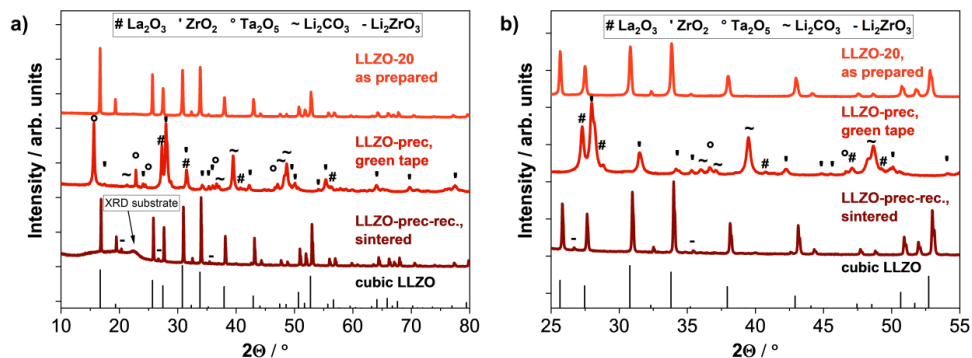 a)
# La₂O₃ ' ZrO₂ ° Ta₂O₅ ~ Li₂CO₃ - Li₂ZrO₃
LLZO-20
as prepared
LLZO-prec,
green tape
XRD substrate
LLZO-prec-rec.,
sintered
cubic LLZO
Intensity / arb. units
10 20 30 40 50 60 70 80
2Θ / °
b)
# La₂O₃ ' ZrO₂ ° Ta₂O₅ ~ Li₂CO₃ - Li₂ZrO₃
LLZO-20,
as prepared
LLZO-prec,
green tape
LLZO-prec-rec.,
sintered
cubic LLZO
Intensity / arb. units
25 30 35 40 45 50 55
2Θ / °